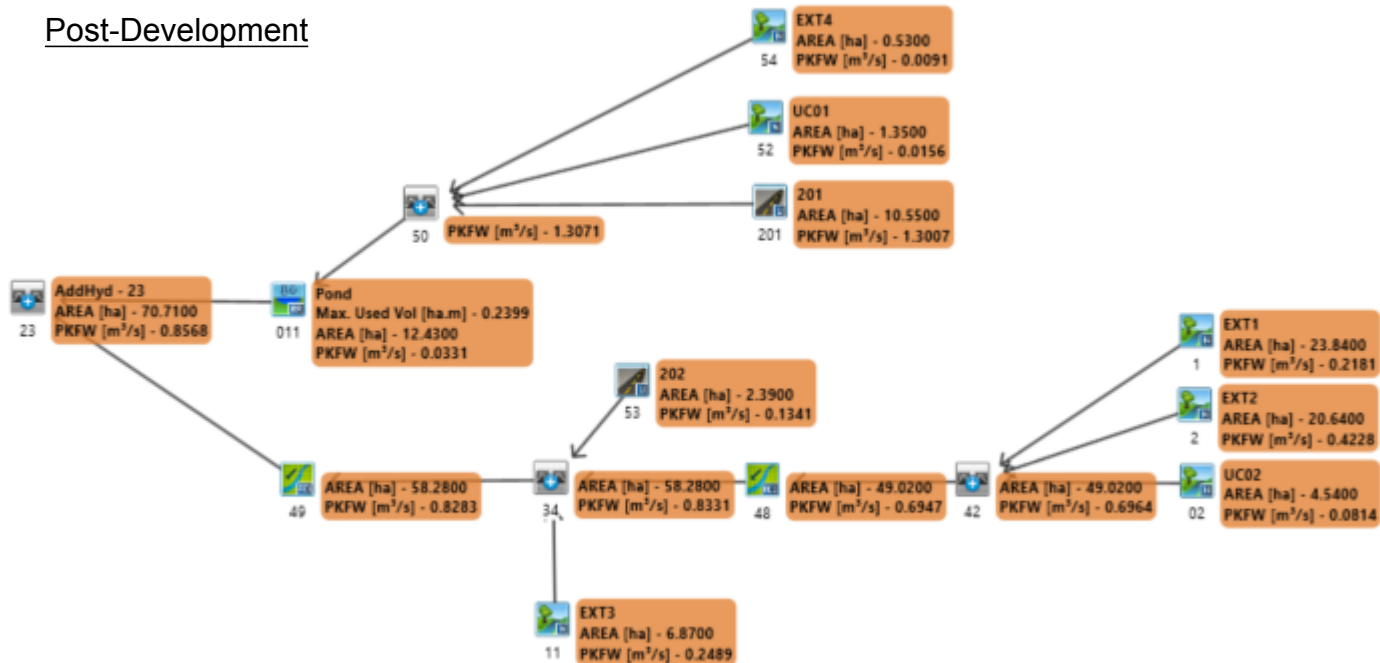 Post-Development
EXT4
AREA [ha] - 0.5300
PKFW [m³/s] - 0.0091
54
UC01
AREA [ha] - 1.3500
PKFW [m³/s] - 0.0156
52
201
AREA [ha] - 10.5500
PKFW [m³/s] - 1.3007
201
PKFW [m³/s] - 1.3071
50
AddHyd - 23
AREA [ha] - 70.7100
PKFW [m³/s] - 0.8568
23
Pond
Max. Used Vol [ha.m] - 0.2399
AREA [ha] - 12.4300
PKFW [m³/s] - 0.0331
011
202
AREA [ha] - 2.3900
PKFW [m³/s] - 0.1341
53
EXT1
AREA [ha] - 23.8400
PKFW [m³/s] - 0.2181
1
EXT2
AREA [ha] - 20.6400
PKFW [m³/s] - 0.4228
2
UC02
AREA [ha] - 4.5400
PKFW [m³/s] - 0.0814
02
AREA [ha] - 58.2800
PKFW [m³/s] - 0.8283
49
AREA [ha] - 58.2800
PKFW [m³/s] - 0.8331
34
AREA [ha] - 49.0200
PKFW [m³/s] - 0.6947
48
AREA [ha] - 49.0200
PKFW [m³/s] - 0.6964
42
EXT3
AREA [ha] - 6.8700
PKFW [m³/s] - 0.2489
11